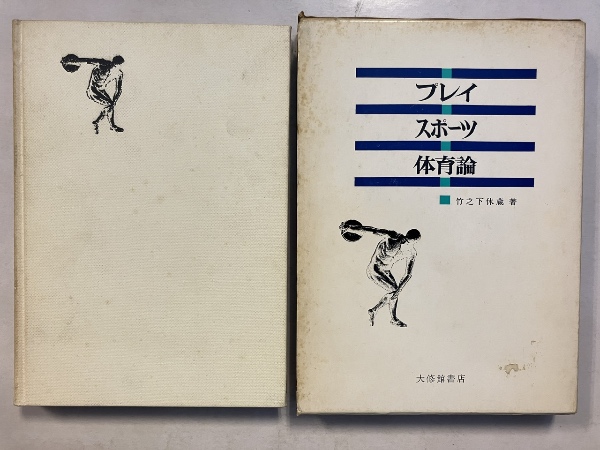 プレイ
スポーツ
体育論
竹之下休蔵 著
大修館書店